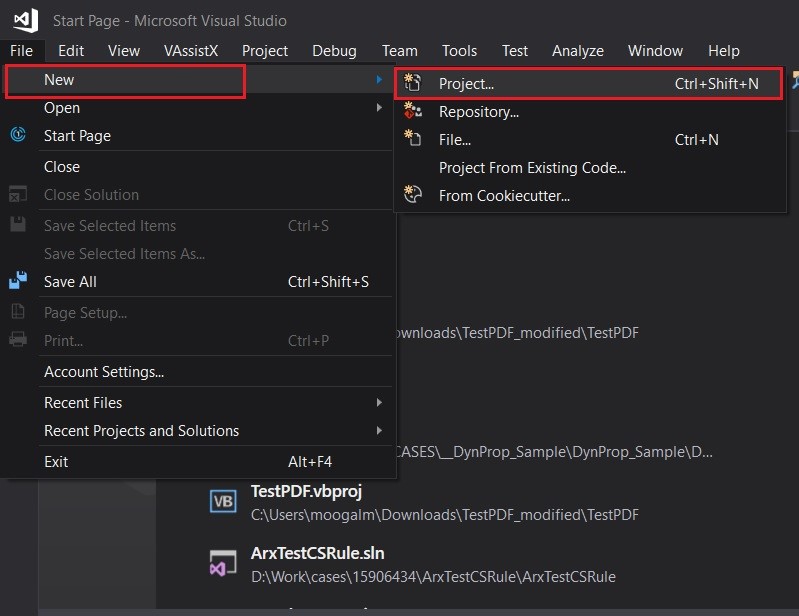 Start Page - Microsoft Visual Studio
File Edit View VAssistX Project Debug Team Tools Test Analyze Window Help
New
Open
Start Page
Close
Close Solution
Save Selected Items Ctrl+S
Save Selected Items As...
Save All Ctrl+Shift+S
Page Setup...
Print... Ctrl+P
Account Settings...
Recent Files
Recent Projects and Solutions
Exit Alt+F4
Project... Ctrl+Shift+N
Repository...
File... Ctrl+N
Project From Existing Code...
From Cookiecutter...
ownloads\TestPDF_modified\TestPDF
CASES\__DynProp_Sample\DynProp_Sample\D...
VB TestPDF.vbproj
C:\Users\moogalm\Downloads\TestPDF_modified\TestPDF
ArxTestCSRule.sln
D:\Work\cases\15906434\ArxTestCSRule\ArxTestCSRule